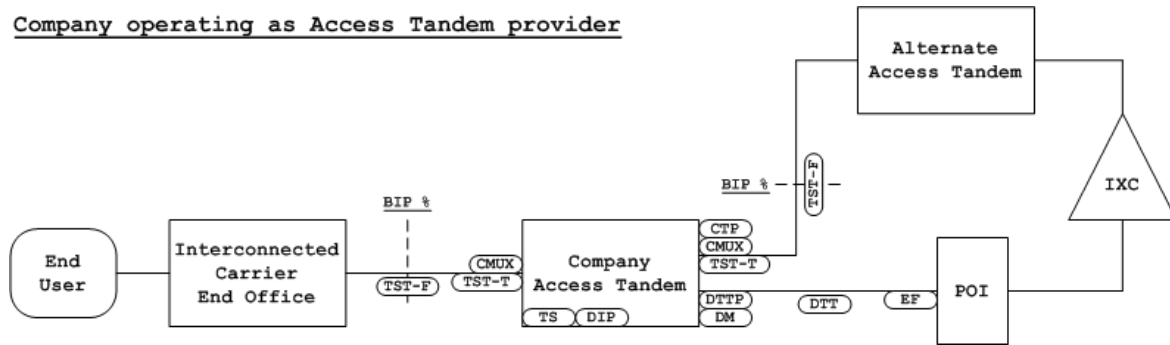 Company operating as Access Tandem provider
Alternate
Access Tandem
TST-F
BIP %
IXC
BIP %
End
User
Interconnected
Carrier
End Office
TST-F
CMUX
TST-T
Company
Access Tandem
TS
DIP
CTP
CMUX
TST-T
DTTP
DM
DTT
EF
POI